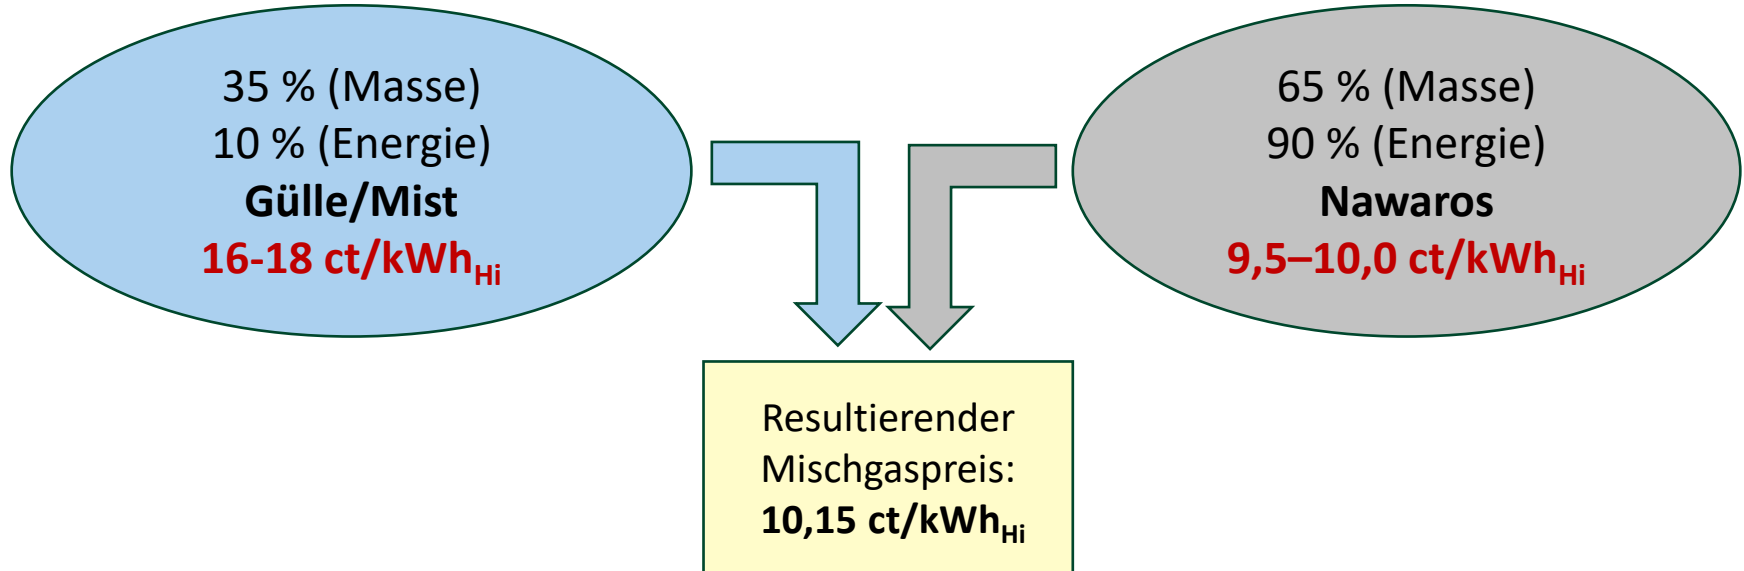 35 % (Masse)
10 % (Energie)
Gülle/Mist
16-18 ct/kWhHi
65 % (Masse)
90 % (Energie)
Nawaros
9,5–10,0 ct/kWhHi
Resultierender
Mischgaspreis:
10,15 ct/kWhHi